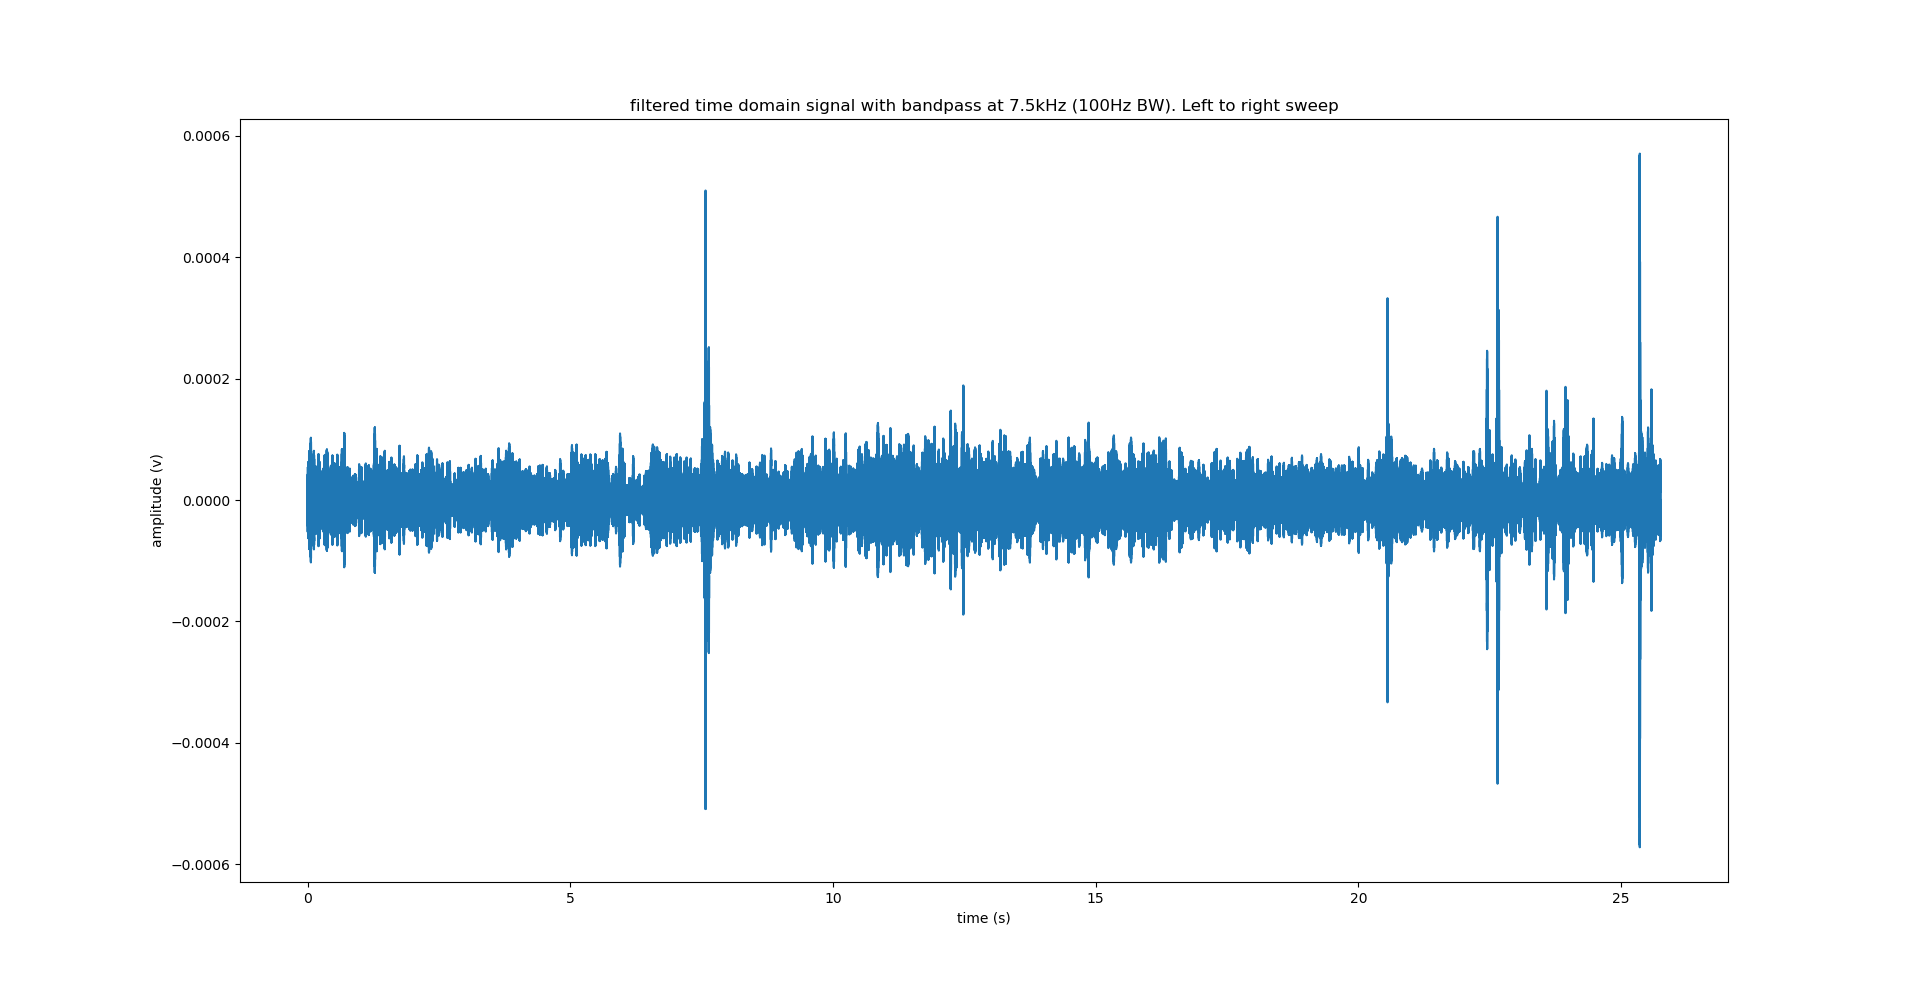 filtered time domain signal with bandpass at 7.5kHz (100Hz BW). Left to right sweep
0.0006
0.0004
0.0002
0.0000
−0.0002
−0.0004
−0.0006
amplitude (v)
0 5 10 15 20 25
time (s)